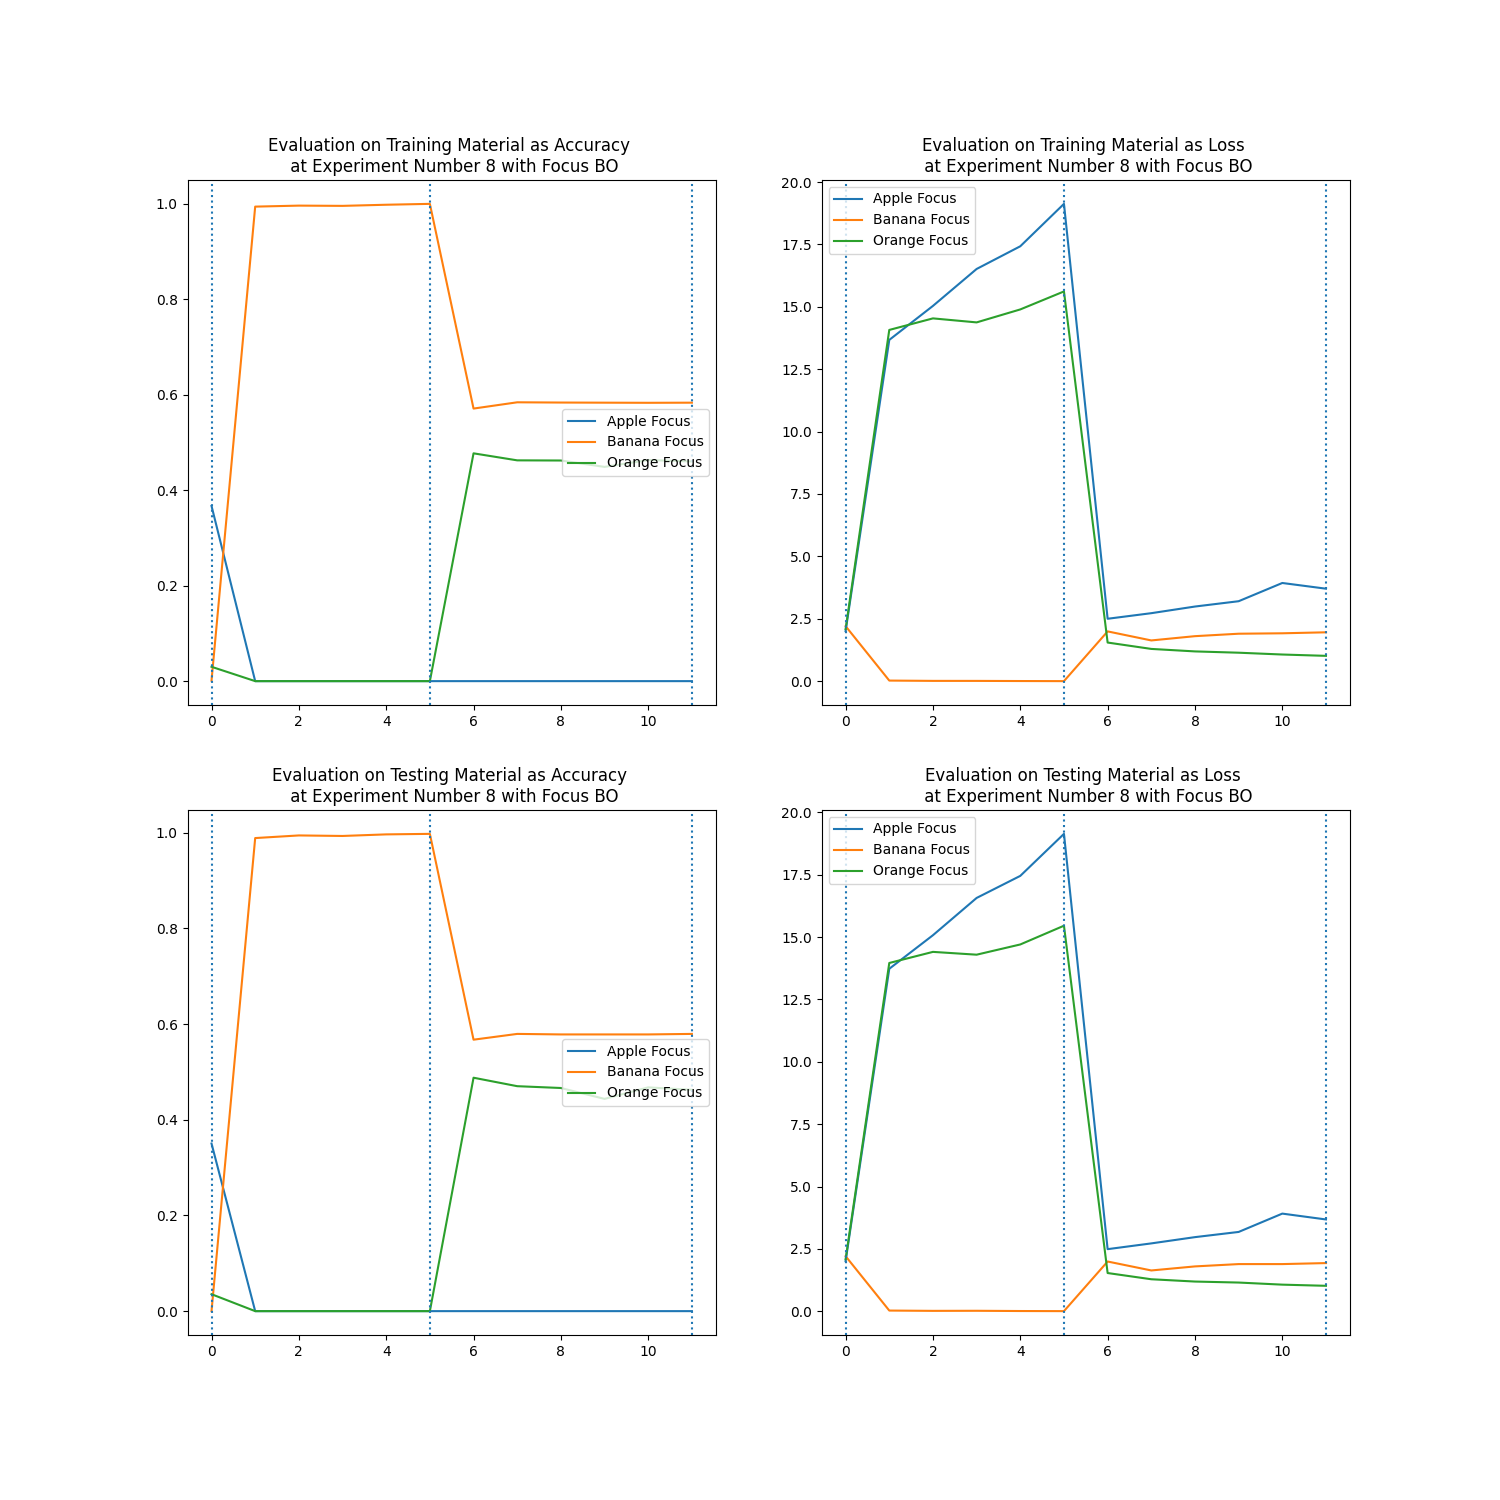 Evaluation on Training Material as Accuracy
at Experiment Number 8 with Focus BO
1.0
0.8
0.6
0.4
0.2
0.0
Apple Focus
Banana Focus
Orange Focus
0 2 4 6 8 10
Evaluation on Training Material as Loss
at Experiment Number 8 with Focus BO
20.0
17.5
15.0
12.5
10.0
7.5
5.0
2.5
0.0
Apple Focus
Banana Focus
Orange Focus
0 2 4 6 8 10
Evaluation on Testing Material as Accuracy
at Experiment Number 8 with Focus BO
1.0
0.8
0.6
0.4
0.2
0.0
Apple Focus
Banana Focus
Orange Focus
0 2 4 6 8 10
Evaluation on Testing Material as Loss
at Experiment Number 8 with Focus BO
20.0
17.5
15.0
12.5
10.0
7.5
5.0
2.5
0.0
Apple Focus
Banana Focus
Orange Focus
0 2 4 6 8 10